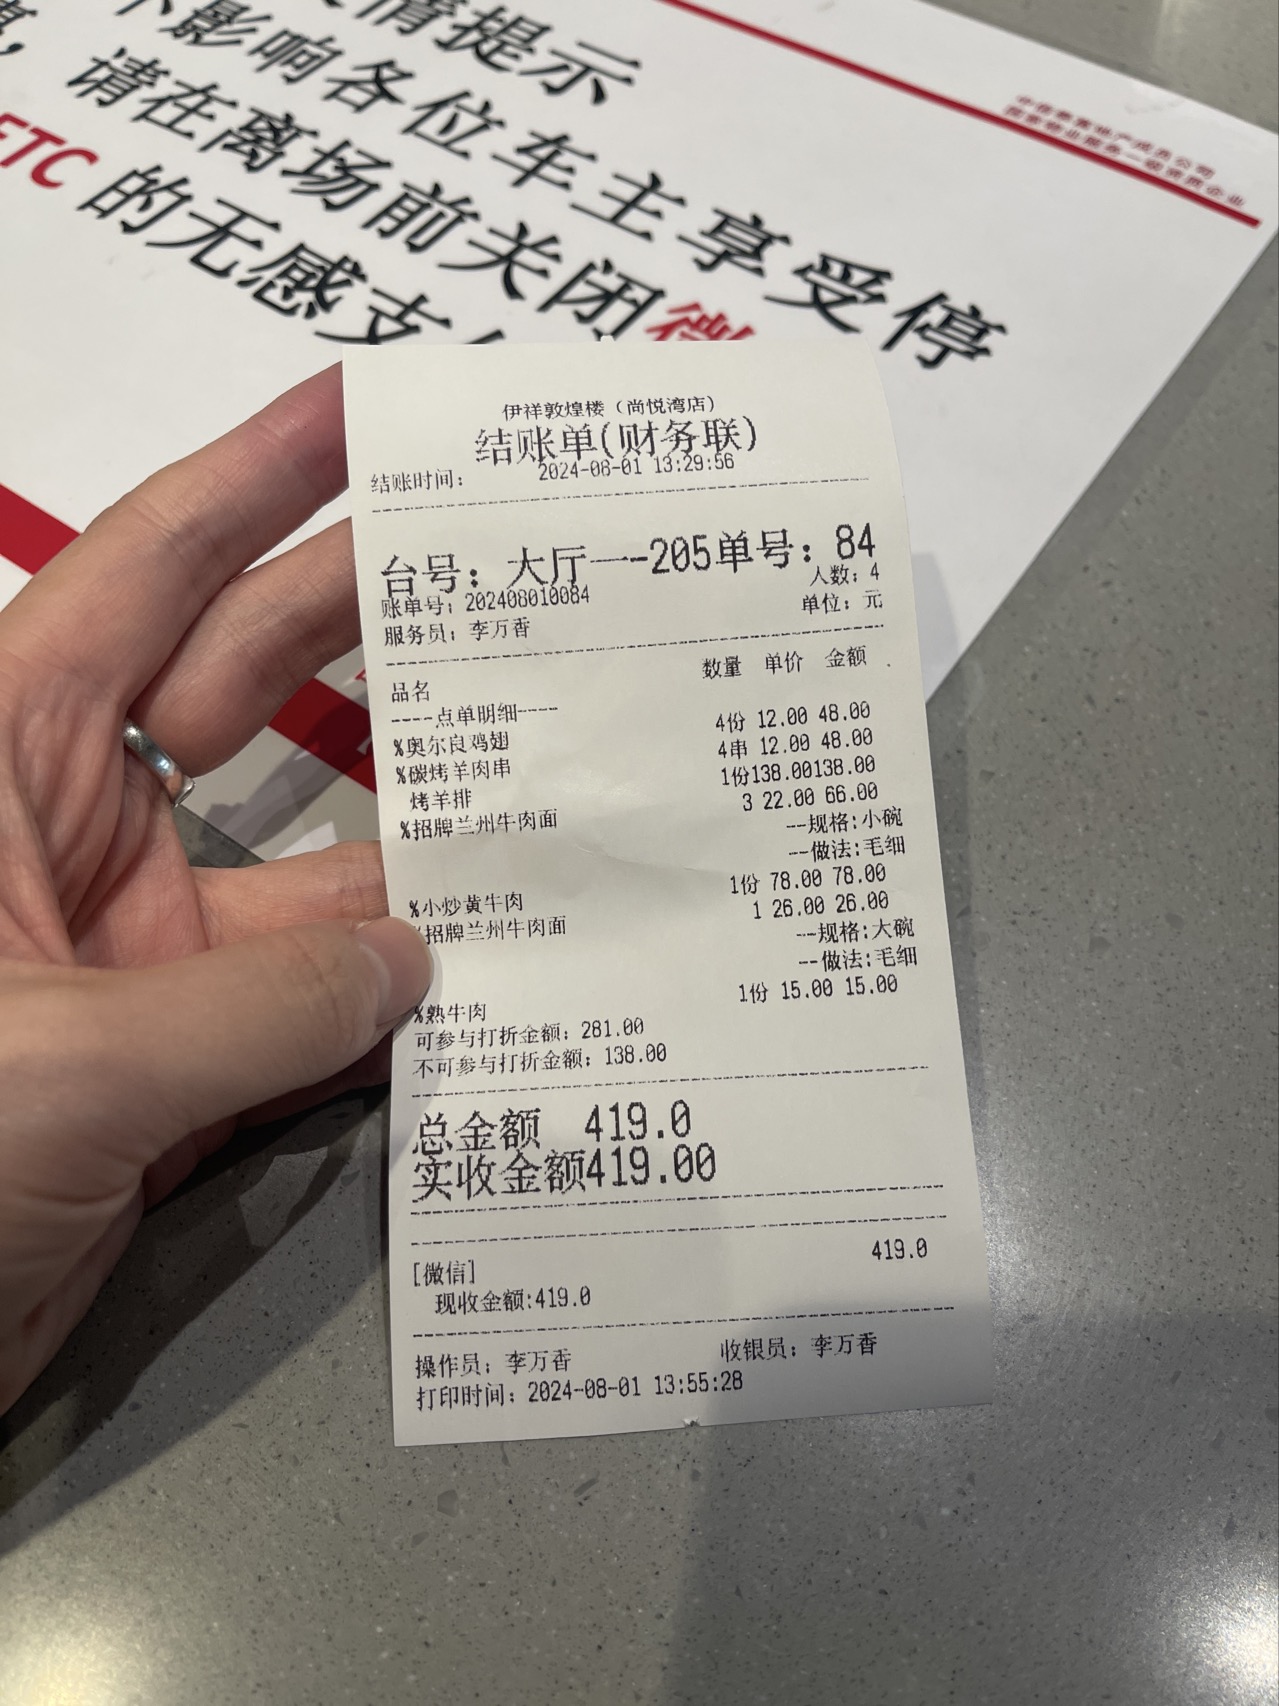 情提示
影响各位车主享受停
请在离场前关闭微
ETC 的无感支
伊祥敦煌楼（尚悦湾店）
结账单(财务联)
结账时间： 2024-08-01 13:29:56
台号：大厅一-205单号：84
人数：4
账单号：202408010084
单位：元
服务员：李万香
品名 数量 单价 金额
----点单明细----
%奥尔良鸡翅 4份 12.00 48.00
%碳烤羊肉串 4串 12.00 48.00
烤羊排 1份138.00138.00
%招牌兰州牛肉面 3 22.00 66.00
--规格:小碗
--做法:毛细
%小炒黄牛肉 1份 78.00 78.00
%招牌兰州牛肉面 1 26.00 26.00
--规格:大碗
--做法:毛细
%熟牛肉 1份 15.00 15.00
可参与打折金额：281.00
不可参与打折金额：138.00
总金额 419.0
实收金额419.00
[微信] 419.0
现收金额:419.0
操作员：李万香 收银员：李万香
打印时间：2024-08-01 13:55:28